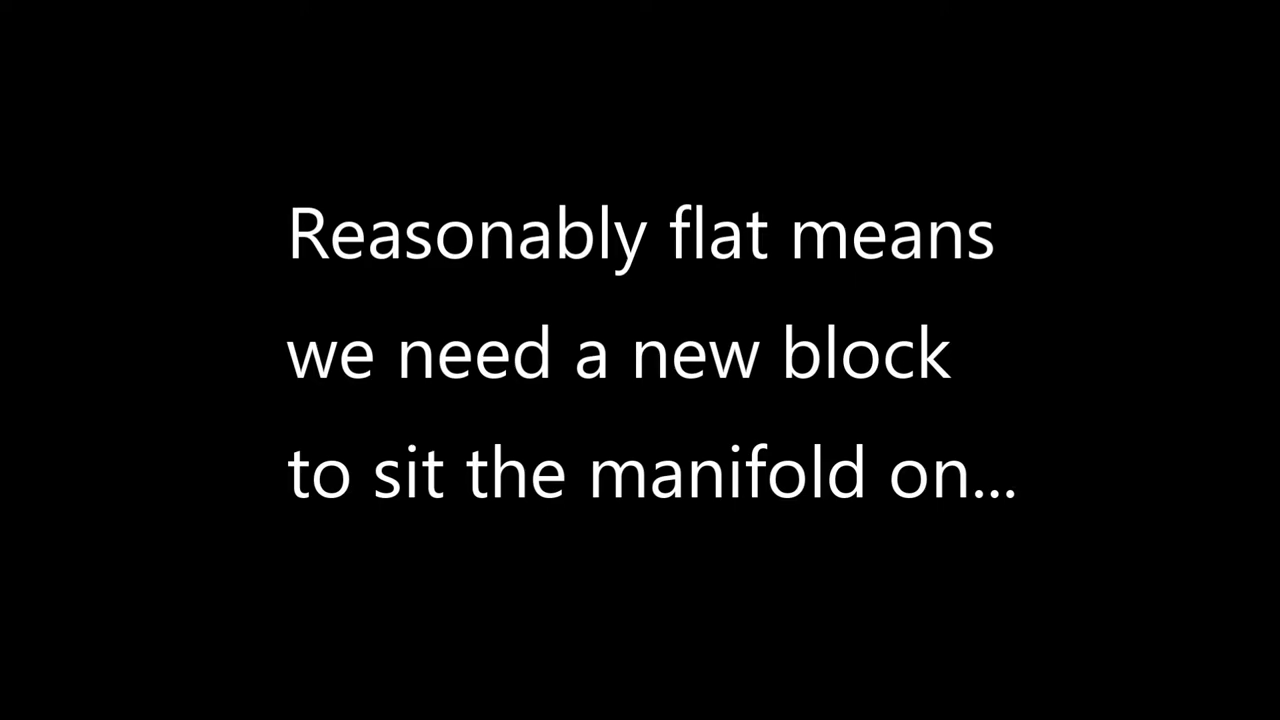 Reasonably flat means
we need a new block
to sit the manifold on...